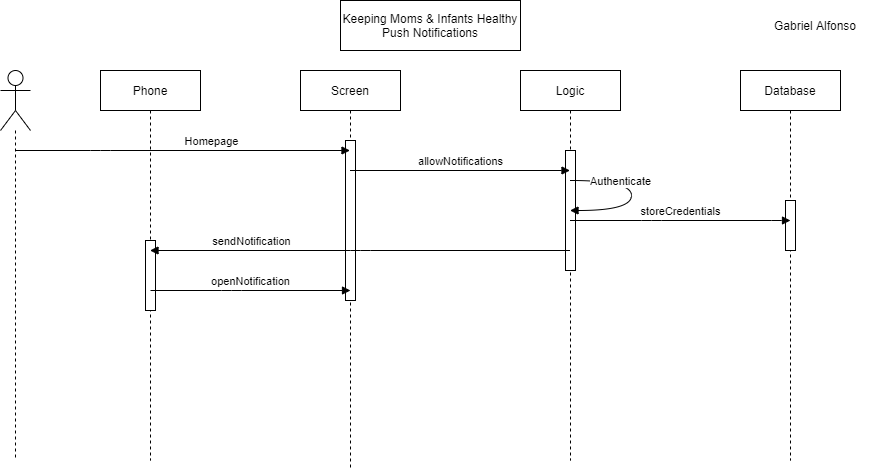 Keeping Moms & Infants Healthy
Push Notifications
Gabriel Alfonso
Phone
Screen
Logic
Database
Homepage
allowNotifications
Authenticate
storeCredentials
sendNotification
openNotification